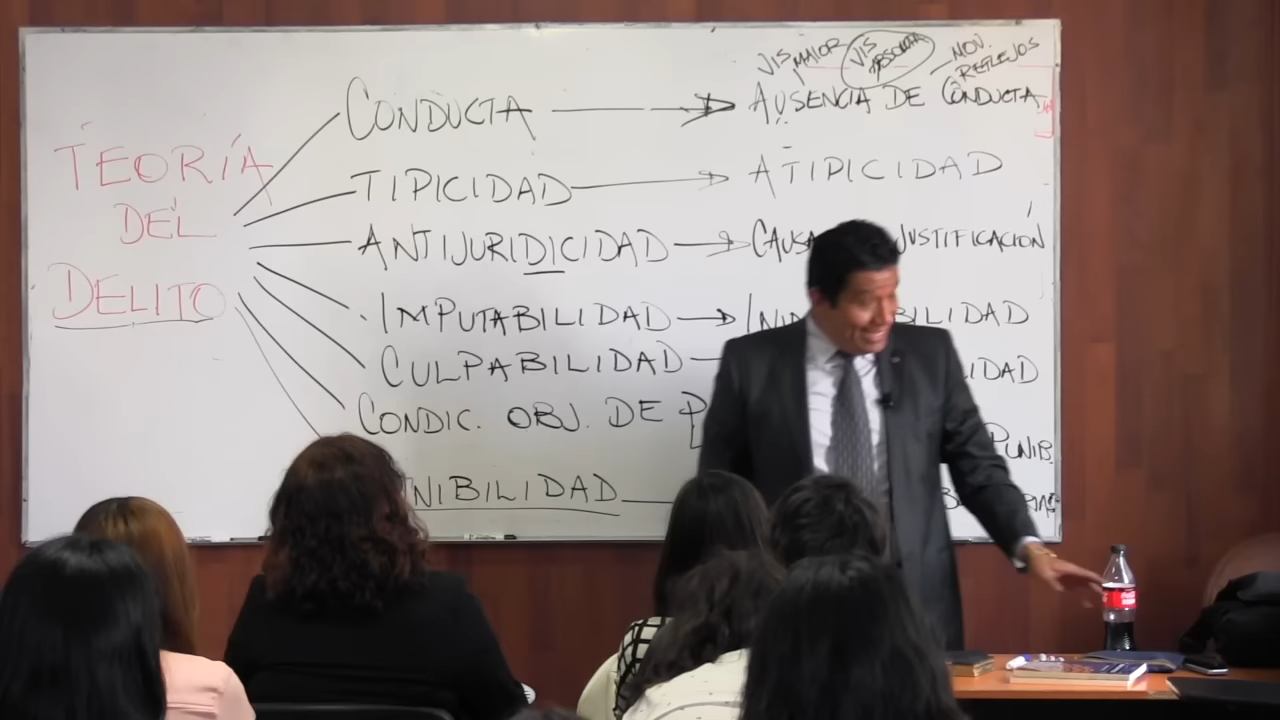 VIS MAIOR VIS ABSOLUTA MOV. REFLEJOS
CONDUCTA AUSENCIA DE CONDUCTA
TEORÍA
DEL
DELITO
TIPICIDAD ATIPICIDAD
ANTIJURIDICIDAD CAUSA JUSTIFICACIÓN
IMPUTABILIDAD BILIDAD
CULPABILIDAD LIDAD
CONDIC. OBJ. DE P PUNIB.
NIBILIDAD